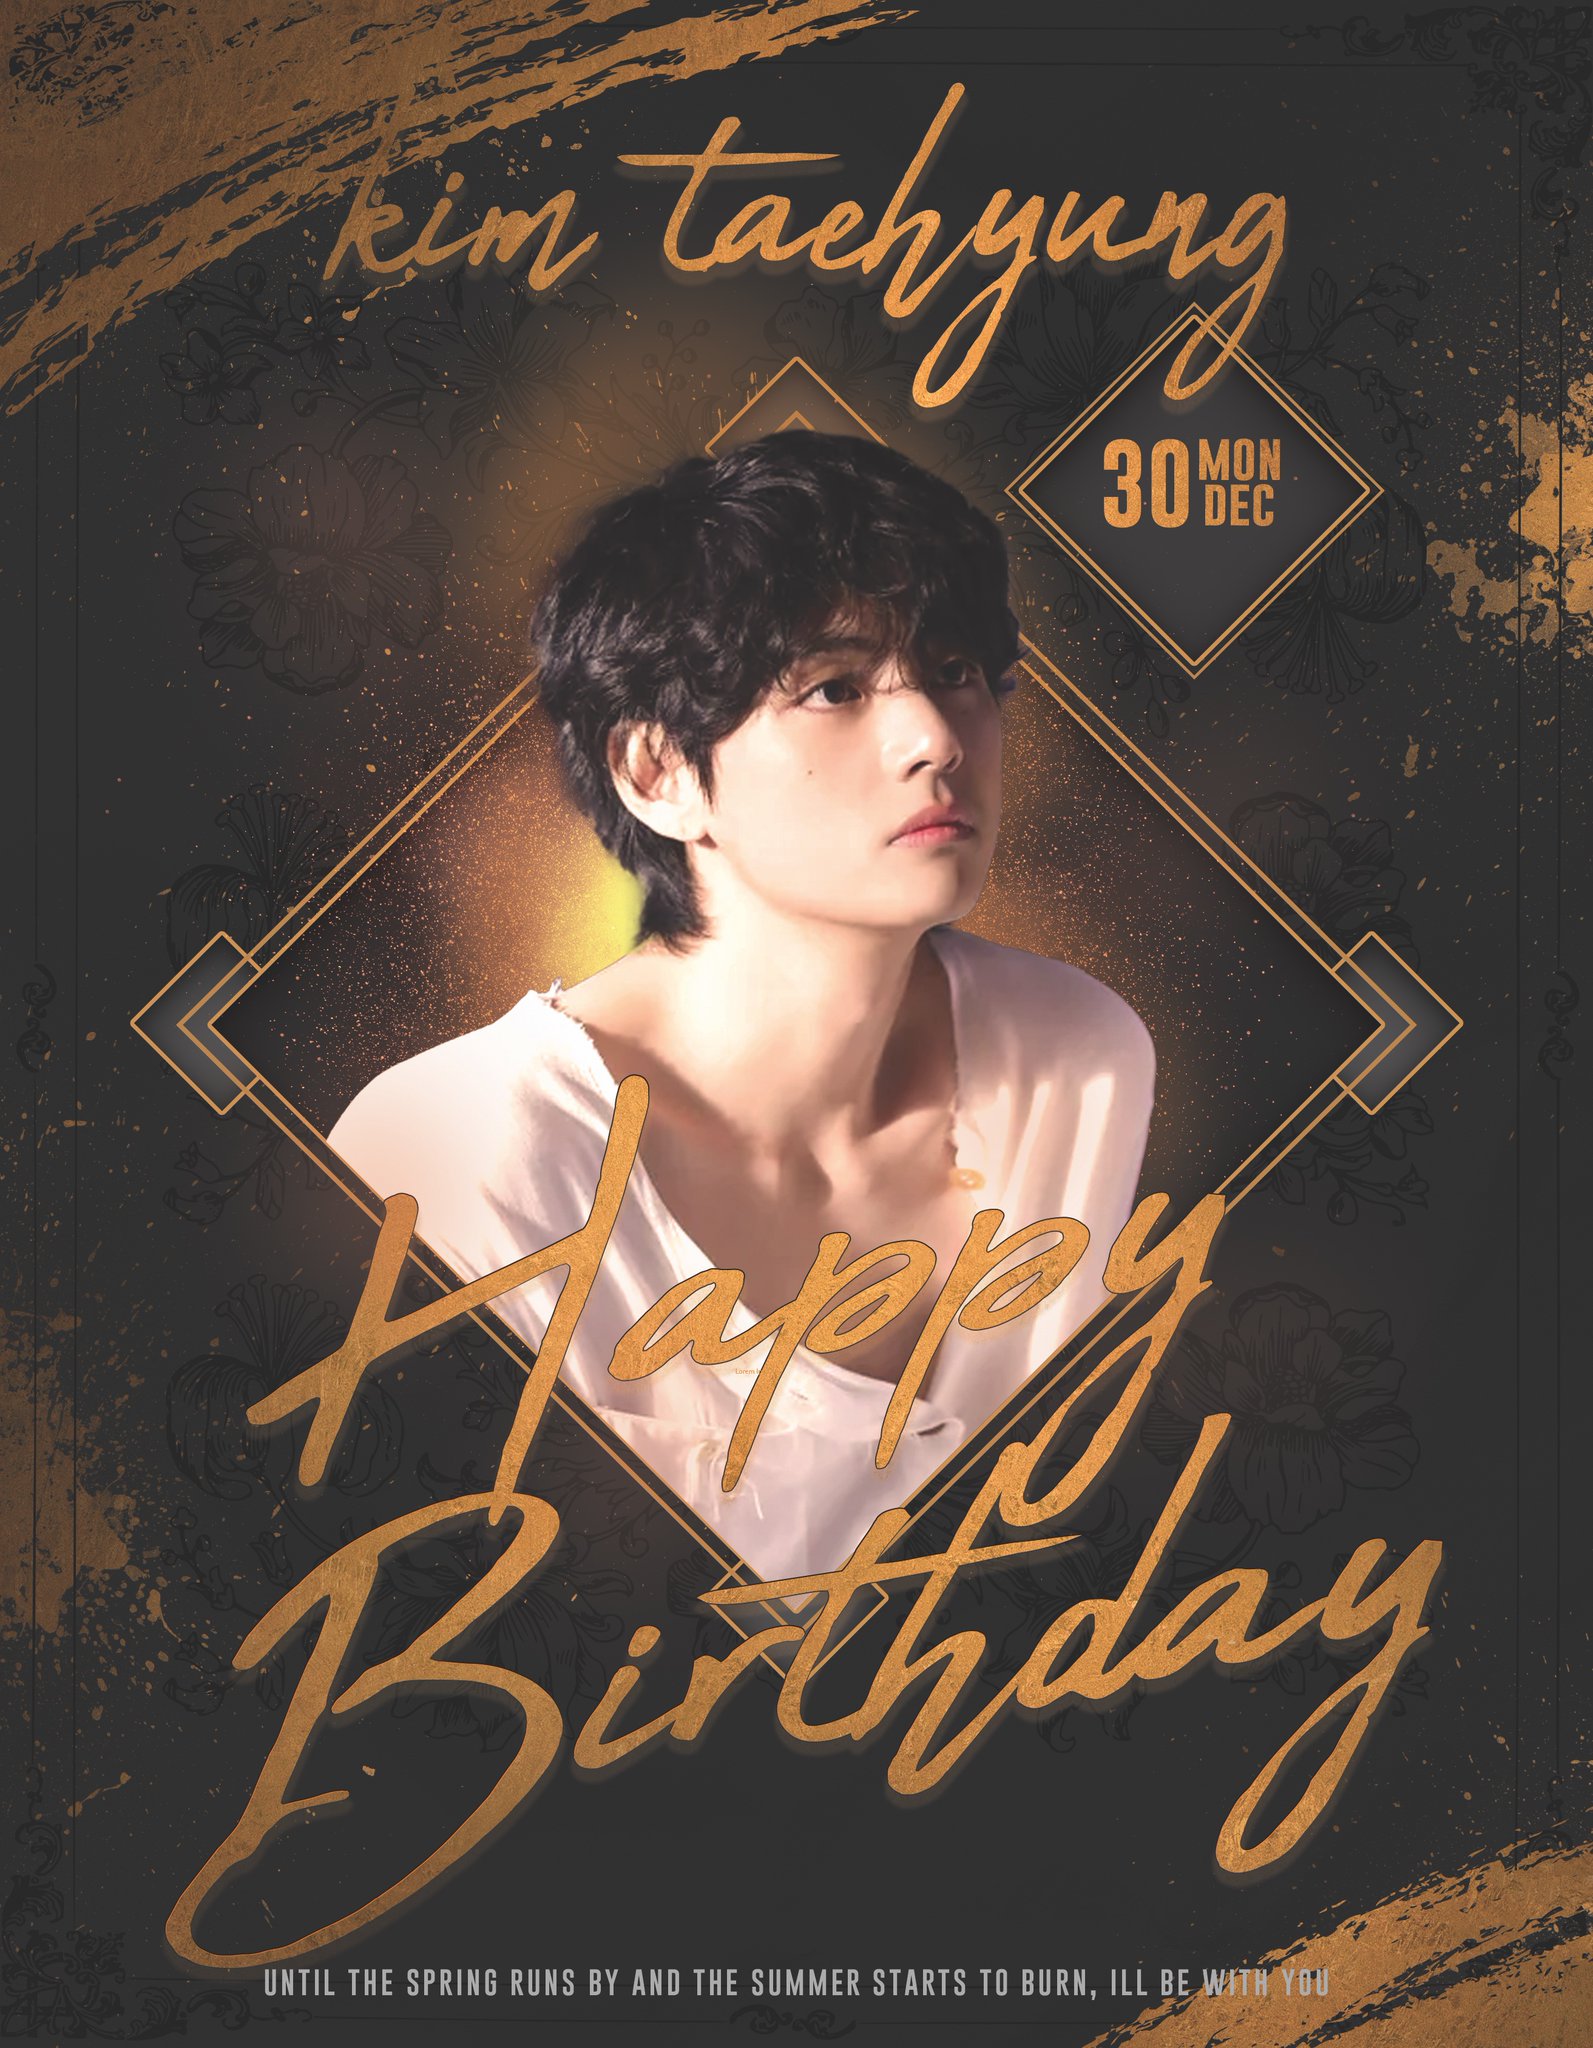 kim taehyung
30 MON
DEC
Happy
Birthday
UNTIL THE SPRING RUNS BY AND THE SUMMER STARTS TO BURN, ILL BE WITH YOU